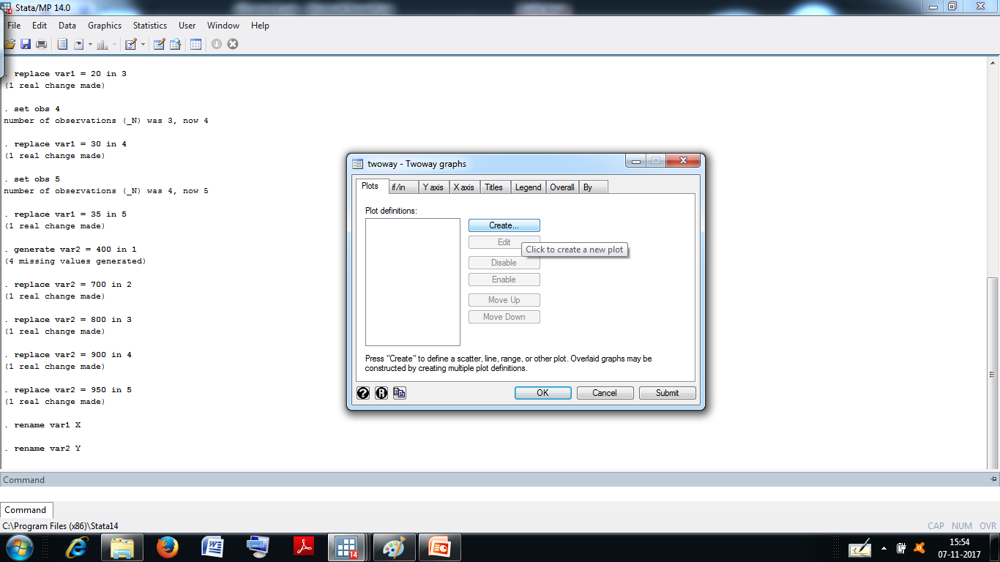 Stata/MP 14.0
File Edit Data Graphics Statistics User Window Help
. replace var1 = 20 in 3
(1 real change made)
. set obs 4
number of observations (_N) was 3, now 4
. replace var1 = 30 in 4
(1 real change made)
. set obs 5
number of observations (_N) was 4, now 5
. replace var1 = 35 in 5
(1 real change made)
. generate var2 = 400 in 1
(4 missing values generated)
. replace var2 = 700 in 2
(1 real change made)
. replace var2 = 800 in 3
(1 real change made)
. replace var2 = 900 in 4
(1 real change made)
. replace var2 = 950 in 5
(1 real change made)
. rename var1 X
. rename var2 Y
twoway - Twoway graphs
Plots if/in Y axis X axis Titles Legend Overall By
Plot definitions:
Create...
Edit
Click to create a new plot
Disable
Enable
Move Up
Move Down
Press "Create" to define a scatter, line, range, or other plot. Overlaid graphs may be
constructed by creating multiple plot definitions.
? R OK Cancel Submit
Command
Command
C:\Program Files (x86)\Stata14 CAP NUM OVR
14
15:54
07-11-2017